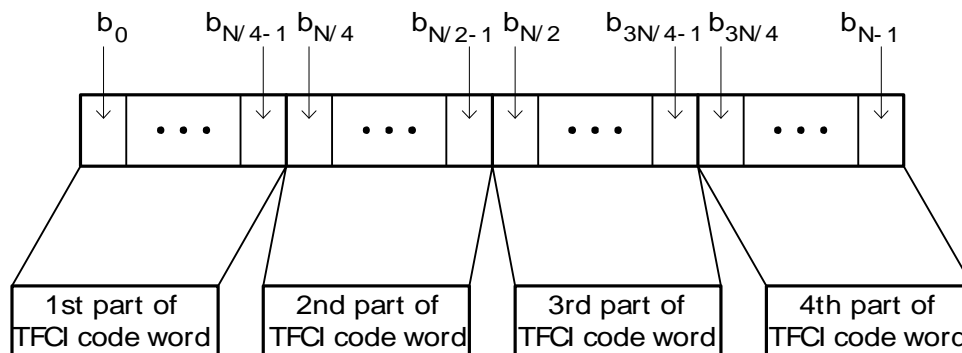 b0 bN/4-1 bN/4 bN/2-1 bN/2 b3N/4-1 b3N/4 bN-1
1st part of
TFCI code word
2nd part of
TFCI code word
3rd part of
TFCI code word
4th part of
TFCI code word